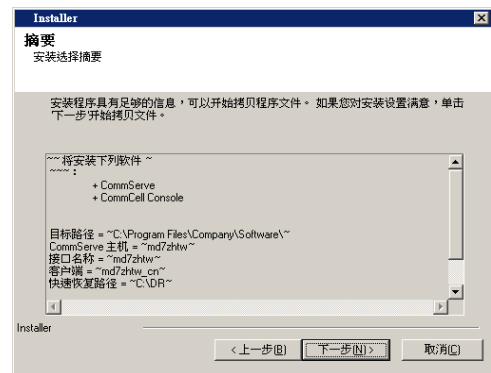 Installer
摘要
安装选择摘要
安装程序具有足够的信息，可以开始拷贝程序文件。如果您对安装设置满意，单击
'下一步'开始拷贝文件。
~~ 将安装下列软件 ~
~~~ :
+ CommServe
+ CommCell Console
目标路径 = ~C:\Program Files\Company\Software\~
CommServe 主机 = ~md7zhtw~
接口名称 = ~md7zhtw~
客户端 = ~md7zhtw_cn~
快速恢复路径 = ~C:\DR~
Installer
<上一步(B) 下一步(N)> 取消(C)